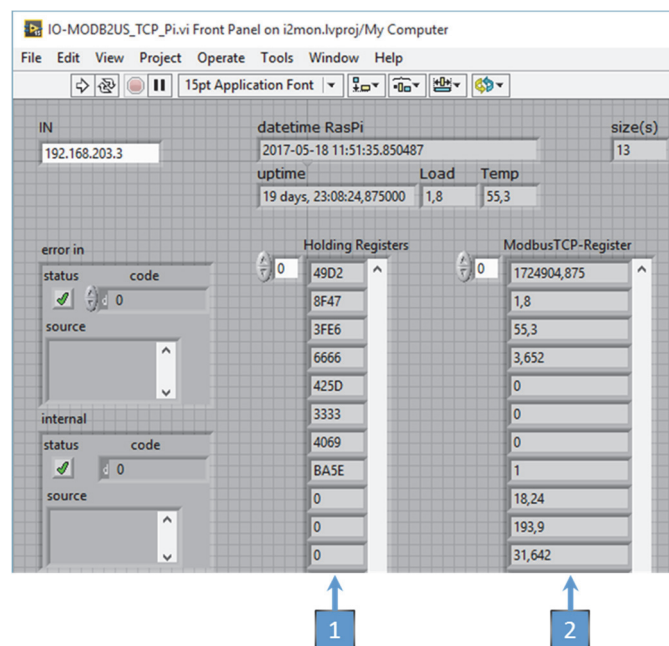 IO-MODB2US_TCP_Pi.vi Front Panel on i2mon.lvproj/My Computer
File Edit View Project Operate Tools Window Help
15pt Application Font
IN datetime RasPi size(s)
192.168.203.3 2017-05-18 11:51:35.850487 13
uptime Load Temp
19 days, 23:08:24,875000 1,8 55,3
error in Holding Registers ModbusTCP-Register
status code 0 49D2 0 1724904,875
d 0 8F47 1,8
source 3FE6 55,3
6666 3,652
425D 0
internal 3333 0
status code 4069 0
d 0 BA5E 1
source 0 18,24
0 193,9
0 31,642
1 2